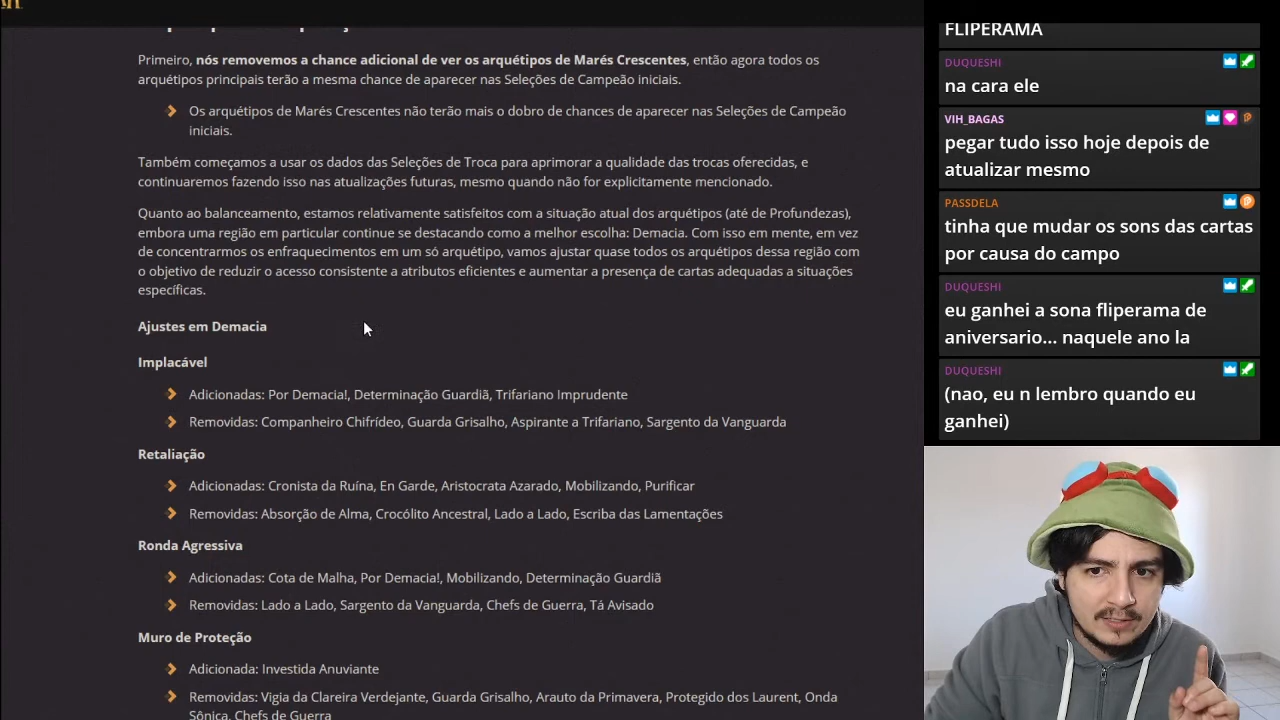 Primeiro, nós removemos a chance adicional de ver os arquétipos de Marés Crescentes, então agora todos os
arquétipos principais terão a mesma chance de aparecer nas Seleções de Campeão iniciais.
Os arquétipos de Marés Crescentes não terão mais o dobro de chances de aparecer nas Seleções de Campeão
iniciais.
Também começamos a usar os dados das Seleções de Troca para aprimorar a qualidade das trocas oferecidas, e
continuaremos fazendo isso nas atualizações futuras, mesmo quando não for explicitamente mencionado.
Quanto ao balanceamento, estamos relativamente satisfeitos com a situação atual dos arquétipos (até de Profundezas),
embora uma região em particular continue se destacando como a melhor escolha: Demacia. Com isso em mente, em vez
de concentrarmos os enfraquecimentos em um só arquétipo, vamos ajustar quase todos os arquétipos dessa região com
o objetivo de reduzir o acesso consistente a atributos eficientes e aumentar a presença de cartas adequadas a situações
específicas.
Ajustes em Demacia
Implacável
Adicionadas: Por Demacia!, Determinação Guardiã, Trifariano Imprudente
Removidas: Companheiro Chifrídeo, Guarda Grisalho, Aspirante a Trifariano, Sargento da Vanguarda
Retaliação
Adicionadas: Cronista da Ruína, En Garde, Aristocrata Azarado, Mobilizando, Purificar
Removidas: Absorção de Alma, Crocólito Ancestral, Lado a Lado, Escriba das Lamentações
Ronda Agressiva
Adicionadas: Cota de Malha, Por Demacia!, Mobilizando, Determinação Guardiã
Removidas: Lado a Lado, Sargento da Vanguarda, Chefs de Guerra, Tá Avisado
Muro de Proteção
Adicionada: Investida Anuviante
Removidas: Vigia da Clareira Verdejante, Guarda Grisalho, Arauto da Primavera, Protegido dos Laurent, Onda
Sônica, Chefs de Guerra
FLIPERAMA
DUQUESHI
na cara ele
VIH_BAGAS
pegar tudo isso hoje depois de
atualizar mesmo
PASSDELA
tinha que mudar os sons das cartas
por causa do campo
DUQUESHI
eu ganhei a sona fliperama de
aniversario... naquele ano la
DUQUESHI
(nao, eu n lembro quando eu
ganhei)